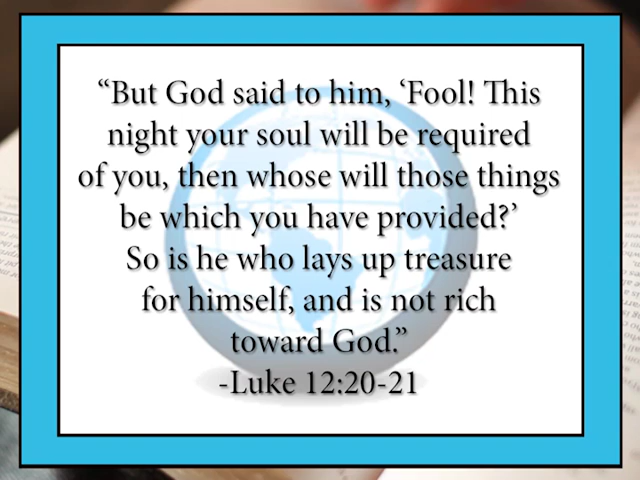 “But God said to him, ‘Fool! This
night your soul will be required
of you, then whose will those things
be which you have provided?’
So is he who lays up treasure
for himself, and is not rich
toward God.”
-Luke 12:20-21